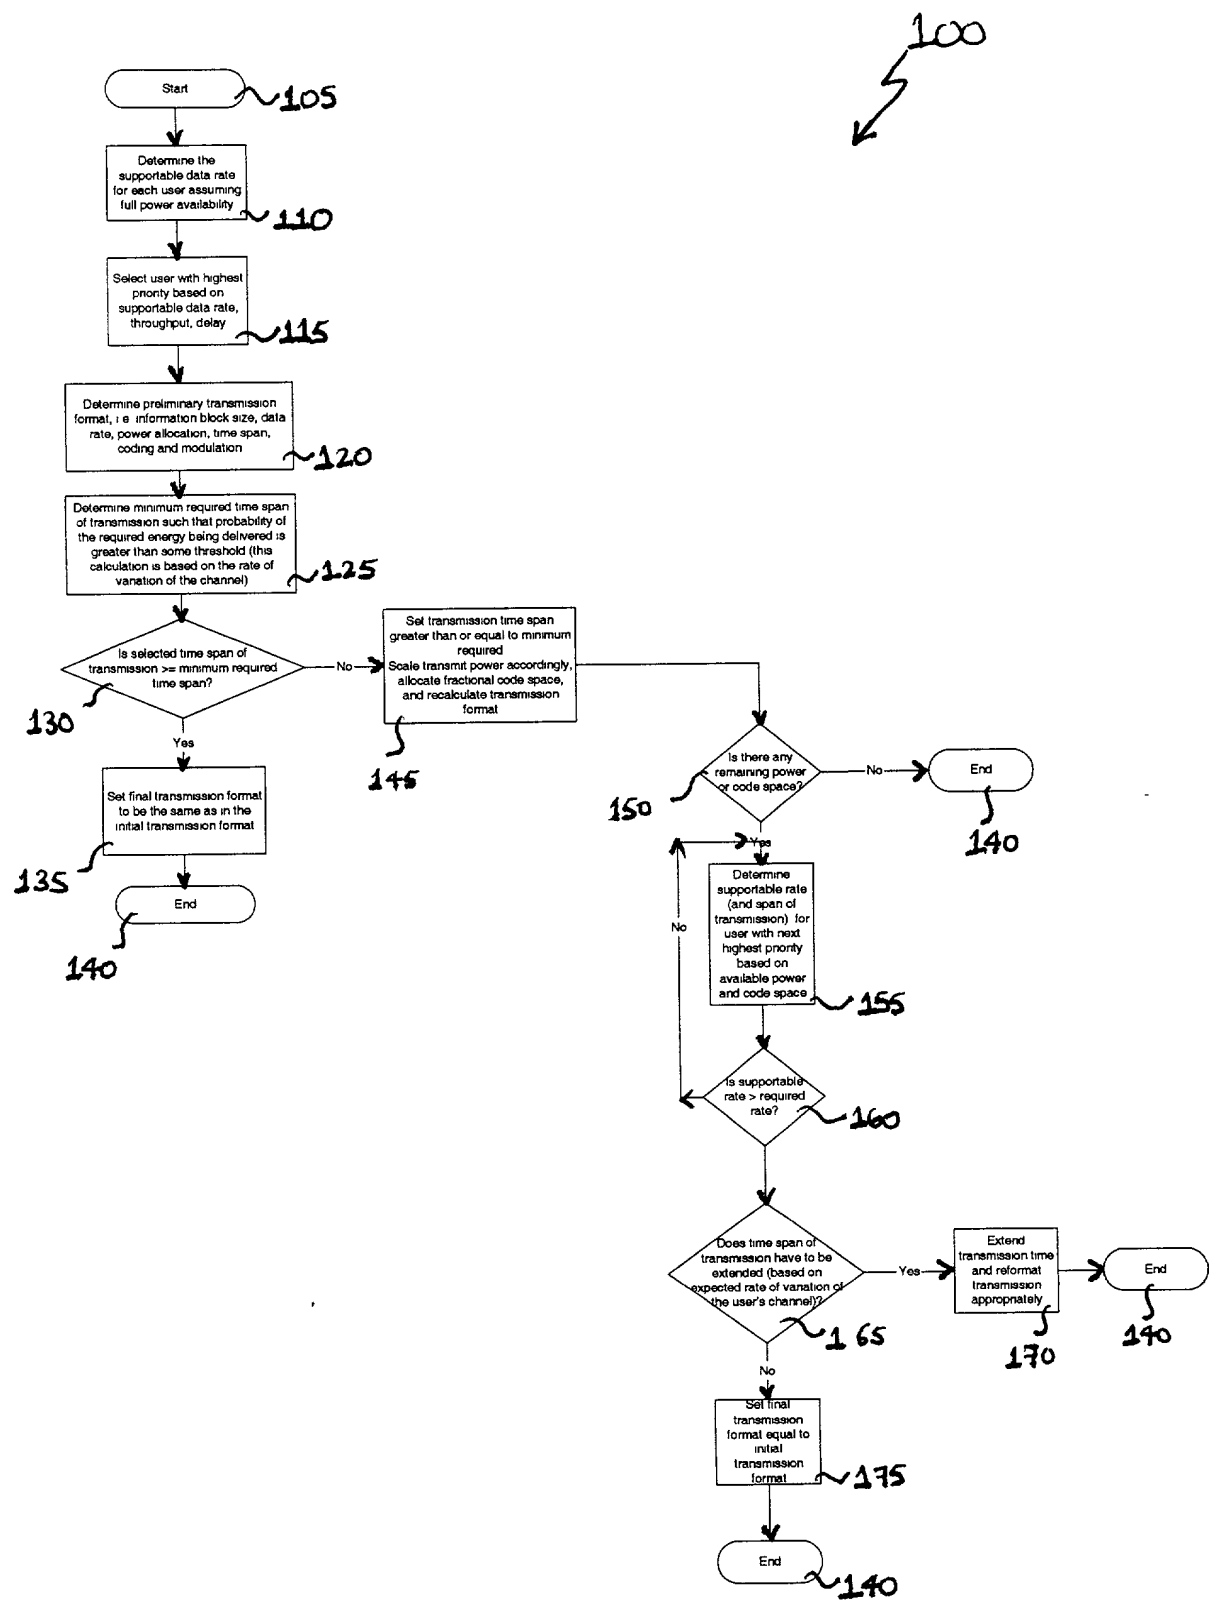 100
Start
105
Determine the
supportable data rate
for each user assuming
full power availability
110
Select user with highest
priority based on
supportable data rate,
throughput, delay
115
Determine preliminary transmission
format, i e information block size, data
rate, power allocation, time span,
coding and modulation
120
Determine minimum required time span
of transmission such that probability of
the required energy being delivered is
greater than some threshold (this
calculation is based on the rate of
variation of the channel)
125
Is selected time span of
transmission >= minimum required
time span?
130
No
Yes
Set final transmission format
to be the same as in the
initial transmission format
135
End
140
Set transmission time span
greater than or equal to minimum
required
Scale transmit power accordingly,
allocate fractional code space,
and recalculate transmission
format
145
Is there any
remaining power
or code space?
150
No
End
140
Yes
Determine
supportable rate
(and span of
transmission) for
user with next
highest priority
based on
available power
and code space
155
No
Is supportable
rate > required
rate?
160
Does time span of
transmission have to be
extended (based on
expected rate of variation of
the user's channel)?
165
Yes
Extend
transmission time
and reformat
transmission
appropriately
170
End
140
No
Set final
transmission
format equal to
initial
transmission
format
175
End
140